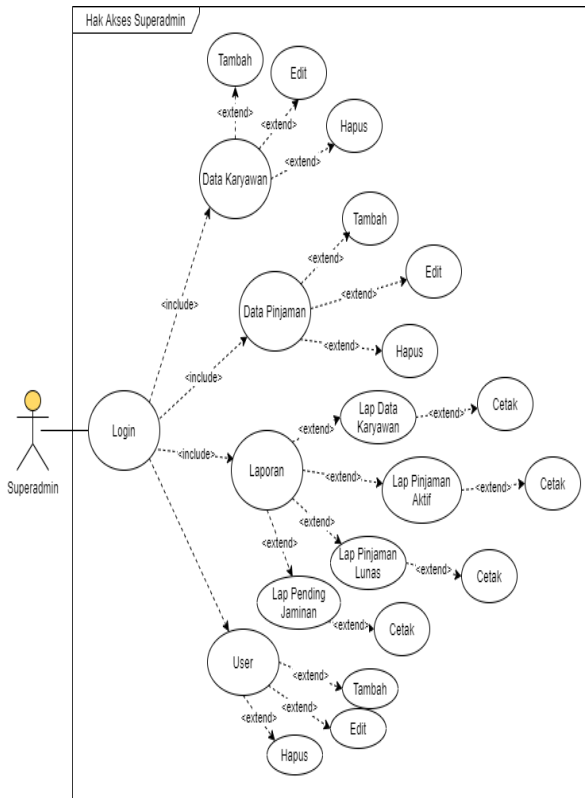 Hak Akses Superadmin
Tambah
Edit
<extend>
<extend>
Hapus
<extend>
Data Karyawan
Tambah
<extend>
Edit
<include>
<extend>
Data Pinjaman
<extend>
Hapus
<include>
Lap Data
Karyawan
<extend>
Cetak
<extend>
Login
<include>
Laporan
<extend>
Lap Pinjaman
Aktif
<extend>
Cetak
Superadmin
<extend>
Lap Pinjaman
Lunas
<extend>
Cetak
<extend>
Lap Pending
Jaminan
<extend>
Cetak
User
<extend>
Tambah
<extend>
Edit
<extend>
Hapus